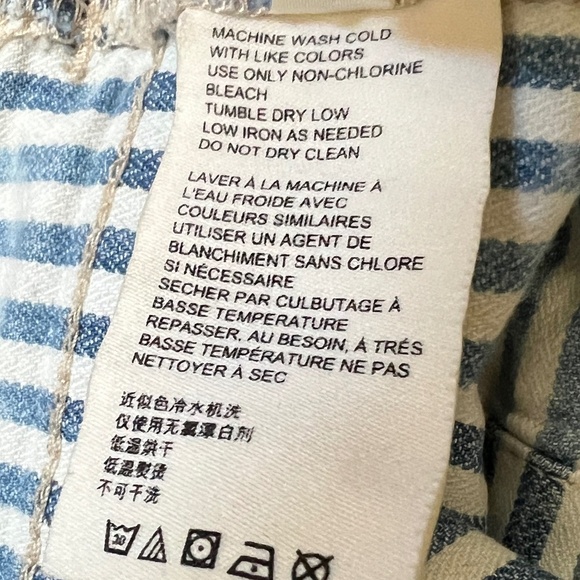 MACHINE WASH COLD
WITH LIKE COLORS
USE ONLY NON-CHLORINE
BLEACH
TUMBLE DRY LOW
LOW IRON AS NEEDED
DO NOT DRY CLEAN
LAVER À LA MACHINE À
L'EAU FROIDE AVEC
COULEURS SIMILAIRES
UTILISER UN AGENT DE
BLANCHIMENT SANS CHLORE
SI NÉCESSAIRE
SECHER PAR CULBUTAGE À
BASSE TEMPERATURE
REPASSER, AU BESOIN, À TRÉS
BASSE TEMPÉRATURE NE PAS
NETTOYER À SEC
近似色冷水机洗
仅使用无氯漂白剂
低温烘干
低温熨烫
不可干洗
30